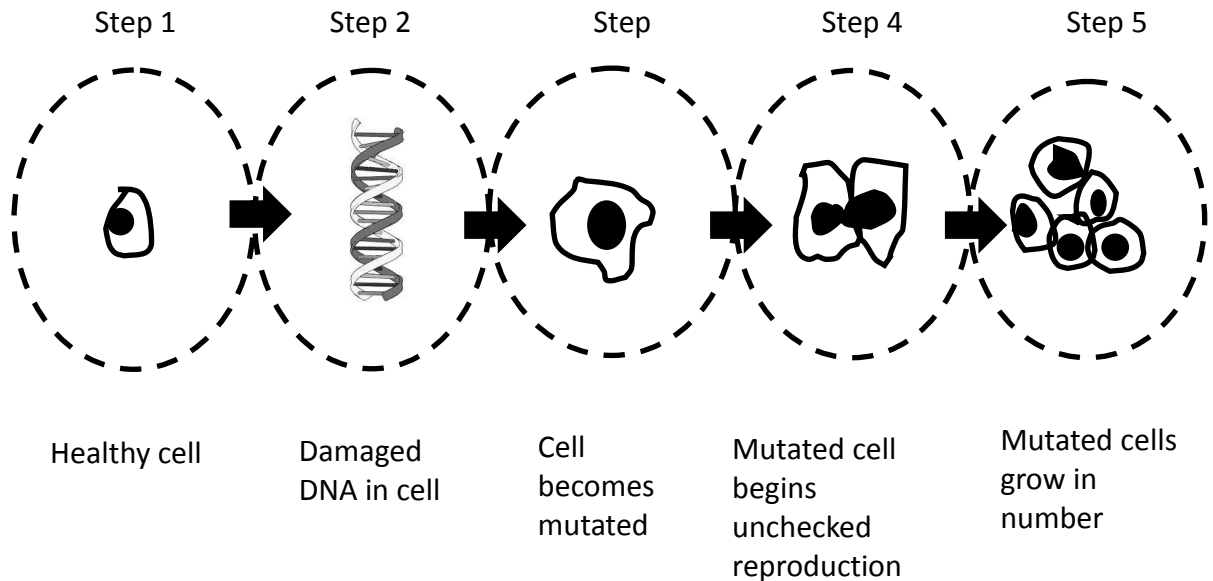 Step 1
Step 2
Step
Step 4
Step 5
Healthy cell
Damaged
DNA in cell
Cell
becomes
mutated
Mutated cell
begins
unchecked
reproduction
Mutated cells
grow in
number